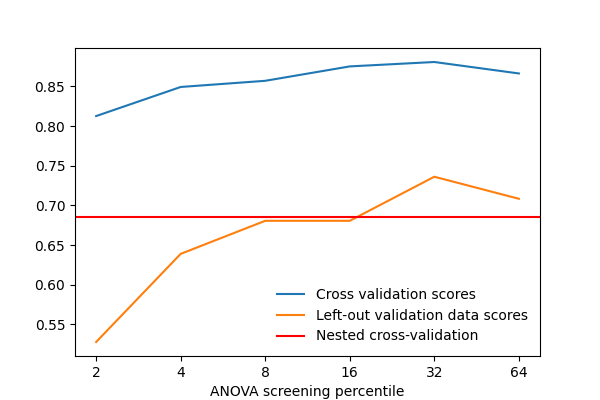 0.85
0.80
0.75
0.70
0.65
0.60
0.55
Cross validation scores
Left-out validation data scores
Nested cross-validation
2 4 8 16 32 64
ANOVA screening percentile